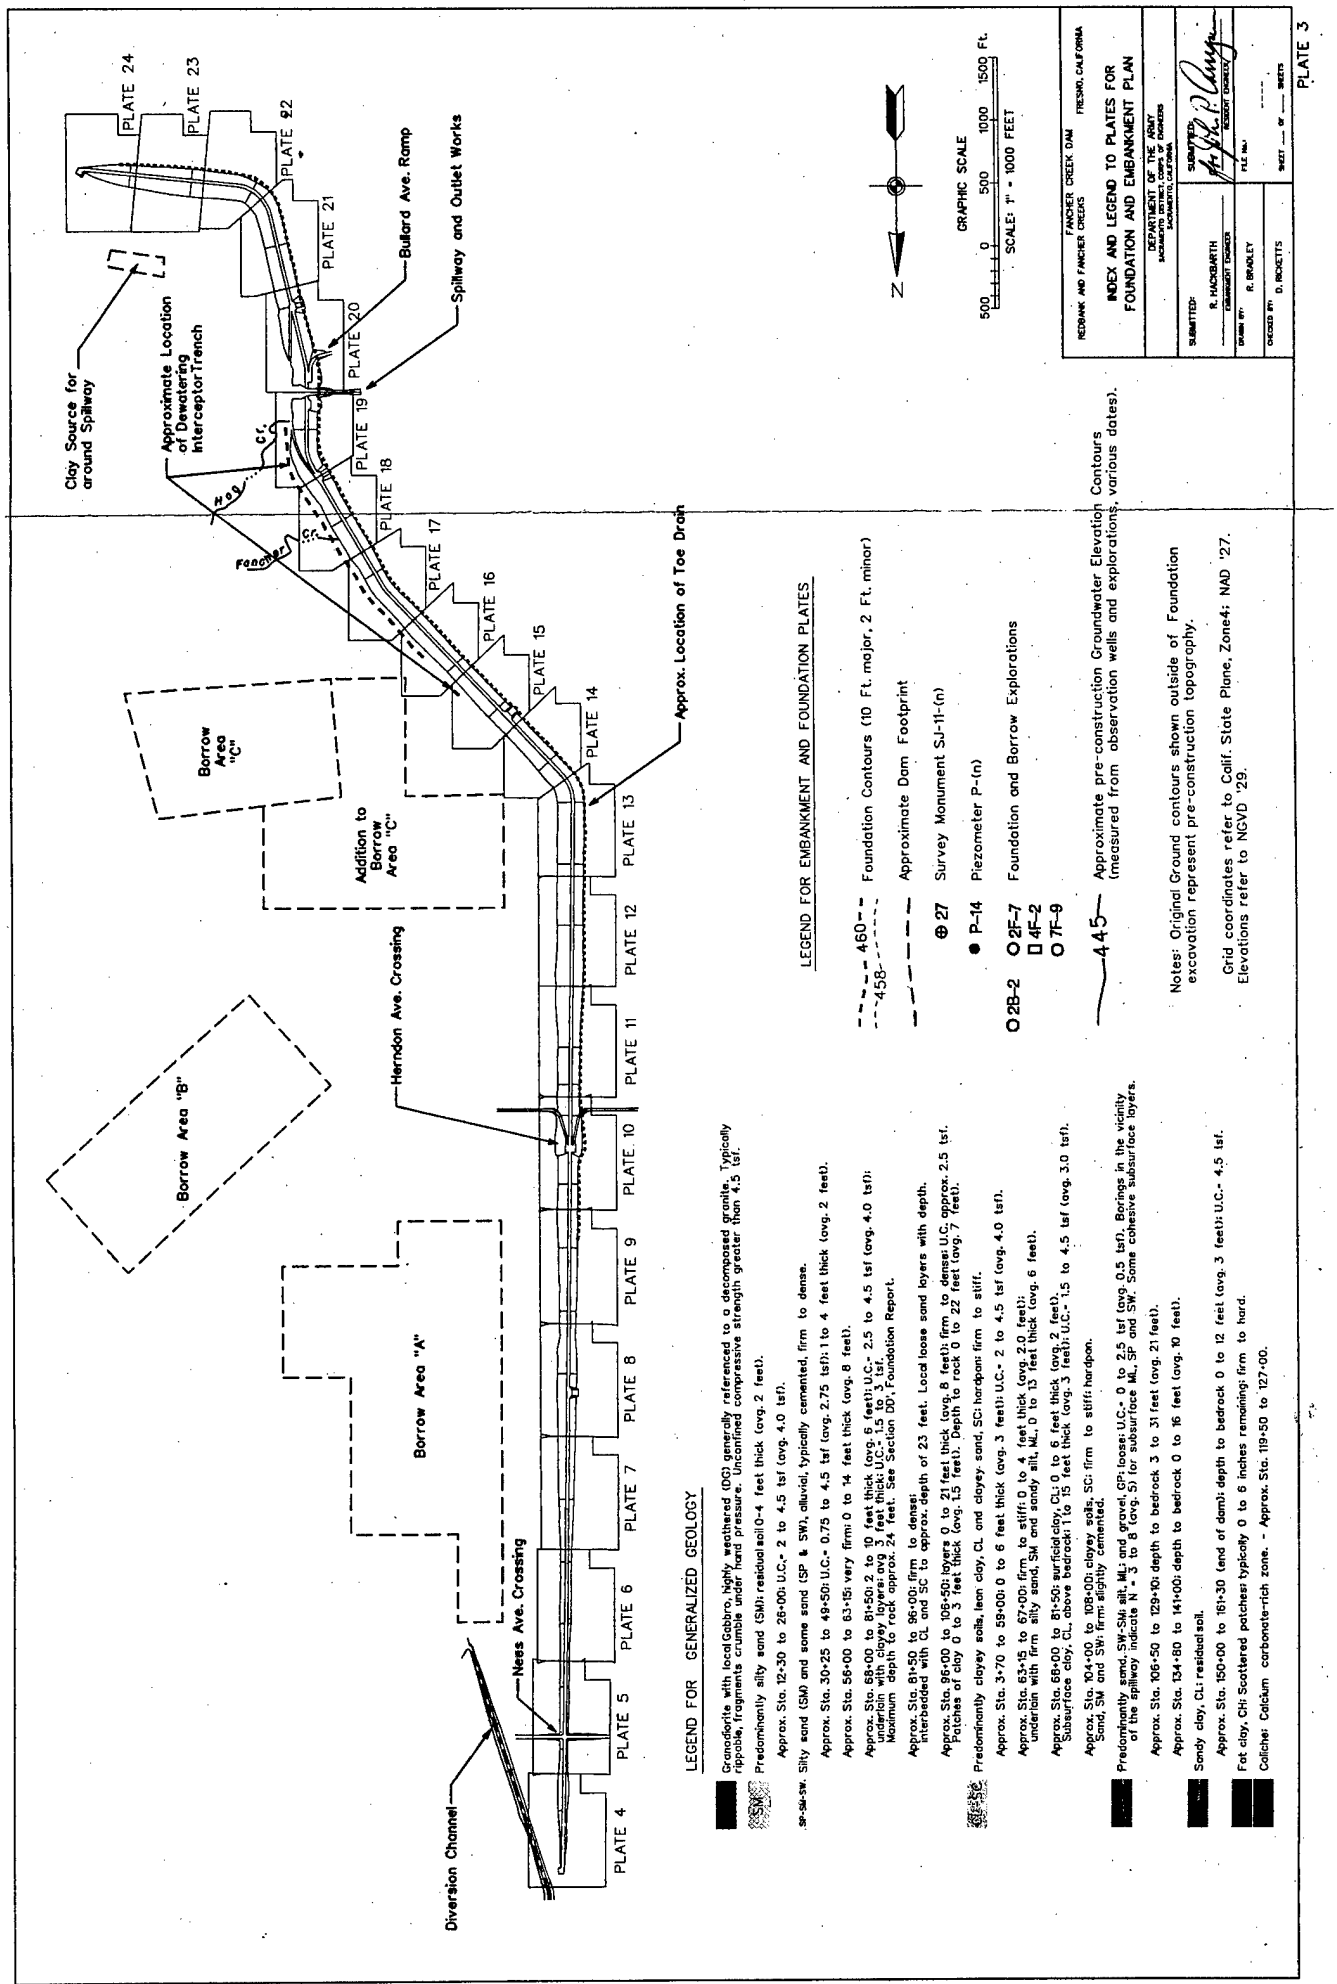 Diversion Channel
Ness Ave. Crossing
Borrow Area "A"
Borrow Area "B"
Herndon Ave. Crossing
Addition to
Borrow
Area "C"
Borrow
Area
"C"
Approx. Location of Toe Drain
Clay Source for
around Spillway
Approximate Location
of Dewatering
Interceptor Trench
Hog
Cr.
Fancher Cr.
Bullard Ave. Ramp
Spillway and Outlet Works
PLATE 4
PLATE 5
PLATE 6
PLATE 7
PLATE 8
PLATE 9
PLATE 10
PLATE 11
PLATE 12
PLATE 13
PLATE 14
PLATE 15
PLATE 16
PLATE 17
PLATE 18
PLATE 19
PLATE 20
PLATE 21
PLATE 22
PLATE 23
PLATE 24
LEGEND FOR GENERALIZED GEOLOGY
Granodiorite with local Gabbro, highly weathered (DG) generally referenced to a decomposed granite. Typically
rippable, fragments crumble under hand pressure. Unconfined compressive strength greater than 4.5 tsf.
SM
Predominantly silty sand (SM); residual soil 0-4 feet thick (avg. 2 feet).
Approx. Sta. 12+30 to 26+00; U.C.= 2 to 4.5 tsf (avg. 4.0 tsf).
SP-SM-SW. Silty sand (SM) and some sand (SP & SW), alluvial, typically cemented, firm to dense.
Approx. Sta. 30+25 to 49+50; U.C.= 0.75 to 4.5 tsf (avg. 2.75 tsf); 1 to 4 feet thick (avg. 2 feet).
Approx. Sta. 56+00 to 63+15; very firm; 0 to 14 feet thick (avg. 8 feet).
Approx. Sta. 68+00 to 81+50; 2 to 10 feet thick (avg. 6 feet); U.C.= 2.5 to 4.5 tsf (avg. 4.0 tsf);
underlain with clayey layers; avg 3 feet thick; U.C.= 1.5 to 3 tsf.
Maximum depth to rock approx. 24 feet. See Section DD', Foundation Report.
Approx. Sta. 81+50 to 96+00; firm to dense;
interbedded with CL and SC to approx. depth of 23 feet. Local loose sand layers with depth.
Approx. Sta. 96+00 to 106+50; layers 0 to 21 feet thick (avg. 8 feet); firm to dense; U.C. approx. 2.5 tsf.
Patches of clay 0 to 3 feet thick (avg. 1.5 feet). Depth to rock 0 to 22 feet (avg. 7 feet).
CL-SC
Predominantly clayey soils, lean clay, CL and clayey sand, SC; hardpan; firm to stiff.
Approx. Sta. 3+70 to 59+00; 0 to 6 feet thick (avg. 3 feet); U.C.= 2 to 4.5 tsf (avg. 4.0 tsf).
Approx. Sta. 63+15 to 67+00; firm to stiff; 0 to 4 feet thick (avg. 2.0 feet);
underlain with firm silty sand, SM and sandy silt, ML, 0 to 13 feet thick (avg. 6 feet).
Approx. Sta. 68+00 to 81+50; surficial clay, CL; 0 to 6 feet thick (avg. 2 feet).
Subsurface clay, CL, above bedrock; 1 to 15 feet thick (avg. 3 feet); U.C.= 1.5 to 4.5 tsf (avg. 3.0 tsf).
Approx. Sta. 104+00 to 108+00; clayey soils, SC; firm to stiff; hardpan.
Sand, SM and SW; firm; slightly cemented.
Predominantly sand, SW-SM; silt, ML; and gravel, GP; loose; U.C.= 0 to 2.5 tsf (avg. 0.5 tsf). Borings in the vicinity
of the spillway indicate N = 3 to 8 (avg. 5) for subsurface ML, SP and SW. Some cohesive subsurface layers.
Approx. Sta. 106+50 to 129+10; depth to bedrock 3 to 31 feet (avg. 21 feet).
Approx. Sta. 134+80 to 141+00; depth to bedrock 0 to 16 feet (avg. 10 feet).
Sandy clay, CL; residual soil.
Approx. Sta. 150+00 to 161+30 (end of dam); depth to bedrock 0 to 12 feet (avg. 3 feet); U.C.= 4.5 tsf.
Fat clay, CH; Scattered patches; typically 0 to 6 inches remaining; firm to hard.
Caliche; Calcium carbonate-rich zone. - Approx. Sta. 119+50 to 127+00.
LEGEND FOR EMBANKMENT AND FOUNDATION PLATES
460
458
Foundation Contours (10 Ft. major, 2 Ft. minor)
Approximate Dam Footprint
27 Survey Monument SJ-11-(n)
P-14 Piezometer P-(n)
2B-2 2F-7 Foundation and Borrow Explorations
4F-2
7F-9
445 Approximate pre-construction Groundwater Elevation Contours
(measured from observation wells and explorations, various dates).
Notes: Original Ground contours shown outside of Foundation
excavation represent pre-construction topography.
Grid coordinates refer to Calif. State Plane, Zone4; NAD '27.
Elevations refer to NGVD '29.
N
GRAPHIC SCALE
500 0 500 1000 1500 Ft.
SCALE: 1" = 1000 FEET
FANCHER CREEK DAM
REDBANK AND FANCHER CREEKS FRESNO, CALIFORNIA
INDEX AND LEGEND TO PLATES FOR
FOUNDATION AND EMBANKMENT PLAN
DEPARTMENT OF THE ARMY
SACRAMENTO DISTRICT, CORPS OF ENGINEERS
SACRAMENTO, CALIFORNIA
SUBMITTED:
R. HACKBARTH
EMBANKMENT ENGINEER
SUBMITTED:
RESIDENT ENGINEER
DRAWN BY: R. BRADLEY
FILE No.:
CHECKED BY: D. RICKETTS
SHEET OF SHEETS
PLATE 3